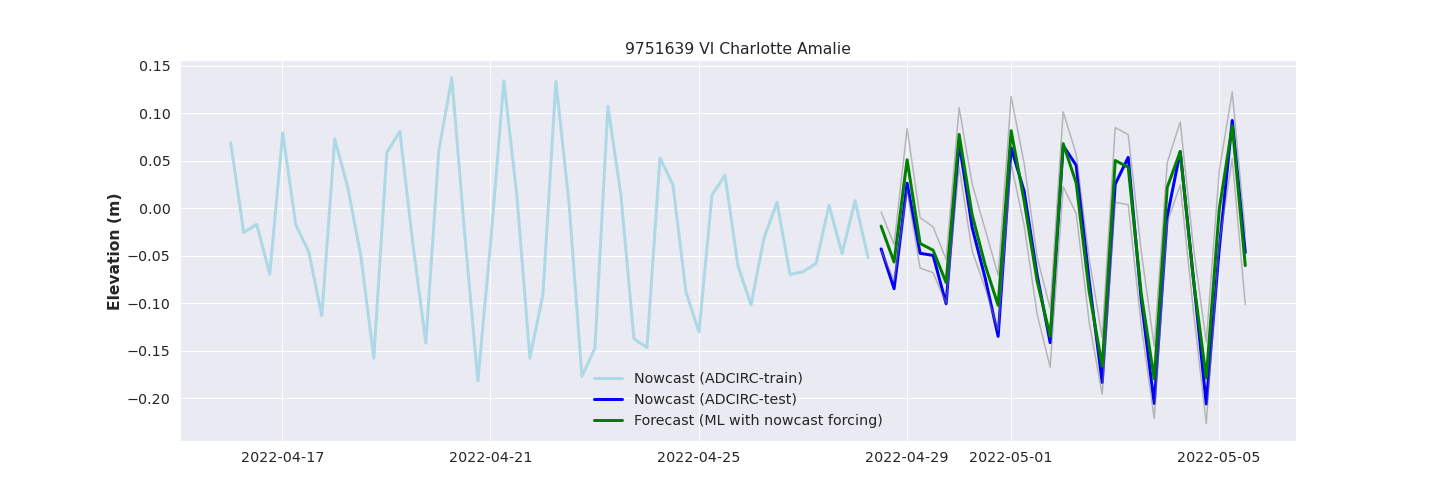 9751639 VI Charlotte Amalie
Elevation (m)
0.15
0.10
0.05
0.00
−0.05
−0.10
−0.15
−0.20
Nowcast (ADCIRC-train)
Nowcast (ADCIRC-test)
Forecast (ML with nowcast forcing)
2022-04-17 2022-04-21 2022-04-25 2022-04-29 2022-05-01 2022-05-05